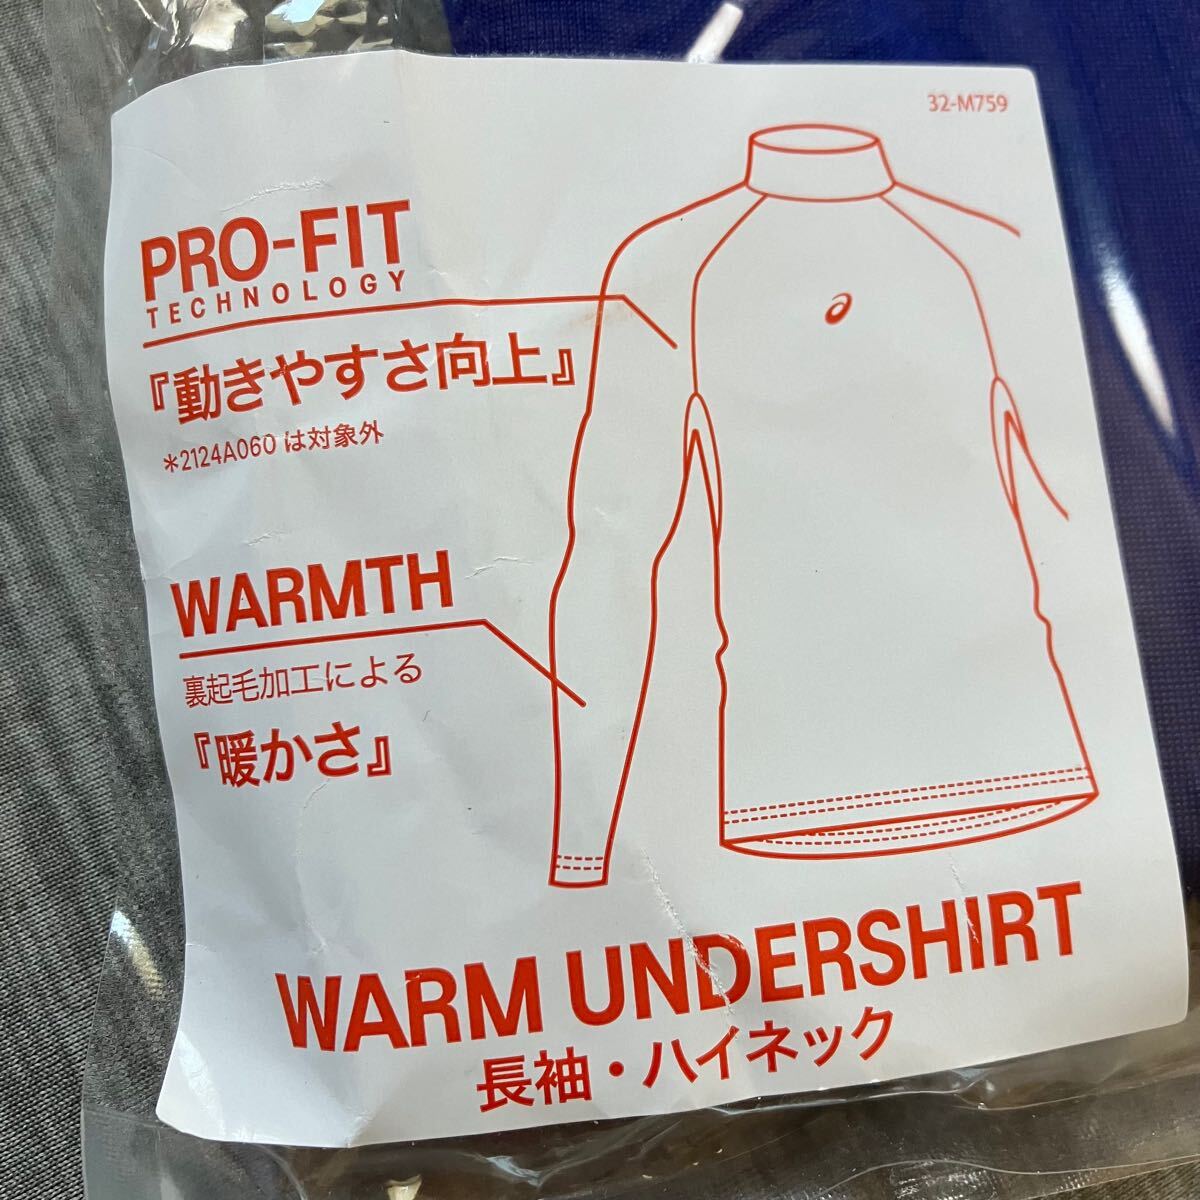 32-M759
PRO-FIT
TECHNOLOGY
『動きやすさ向上』
*2124A060 は対象外
WARMTH
裏起毛加工による
『暖かさ』
WARM UNDERSHIRT
長袖・ハイネック